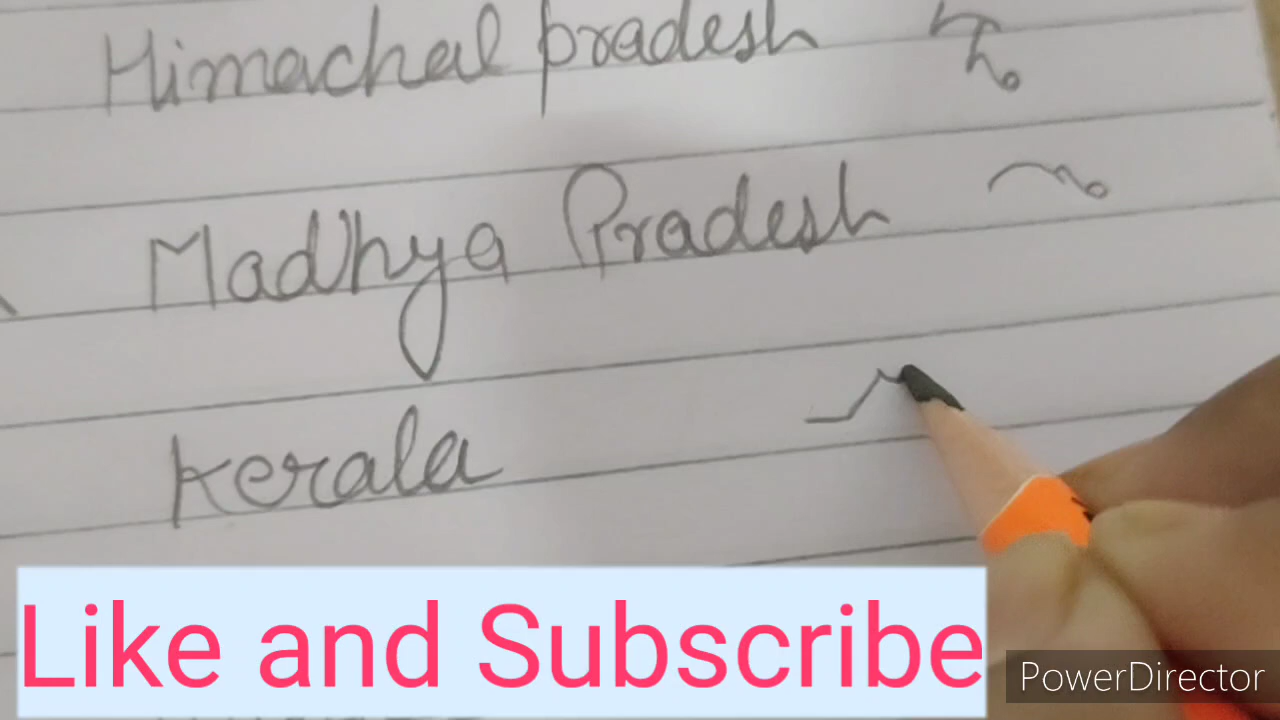 Himachal pradesh
Madhya Pradesh
Kerala
Like and Subscribe
PowerDirector